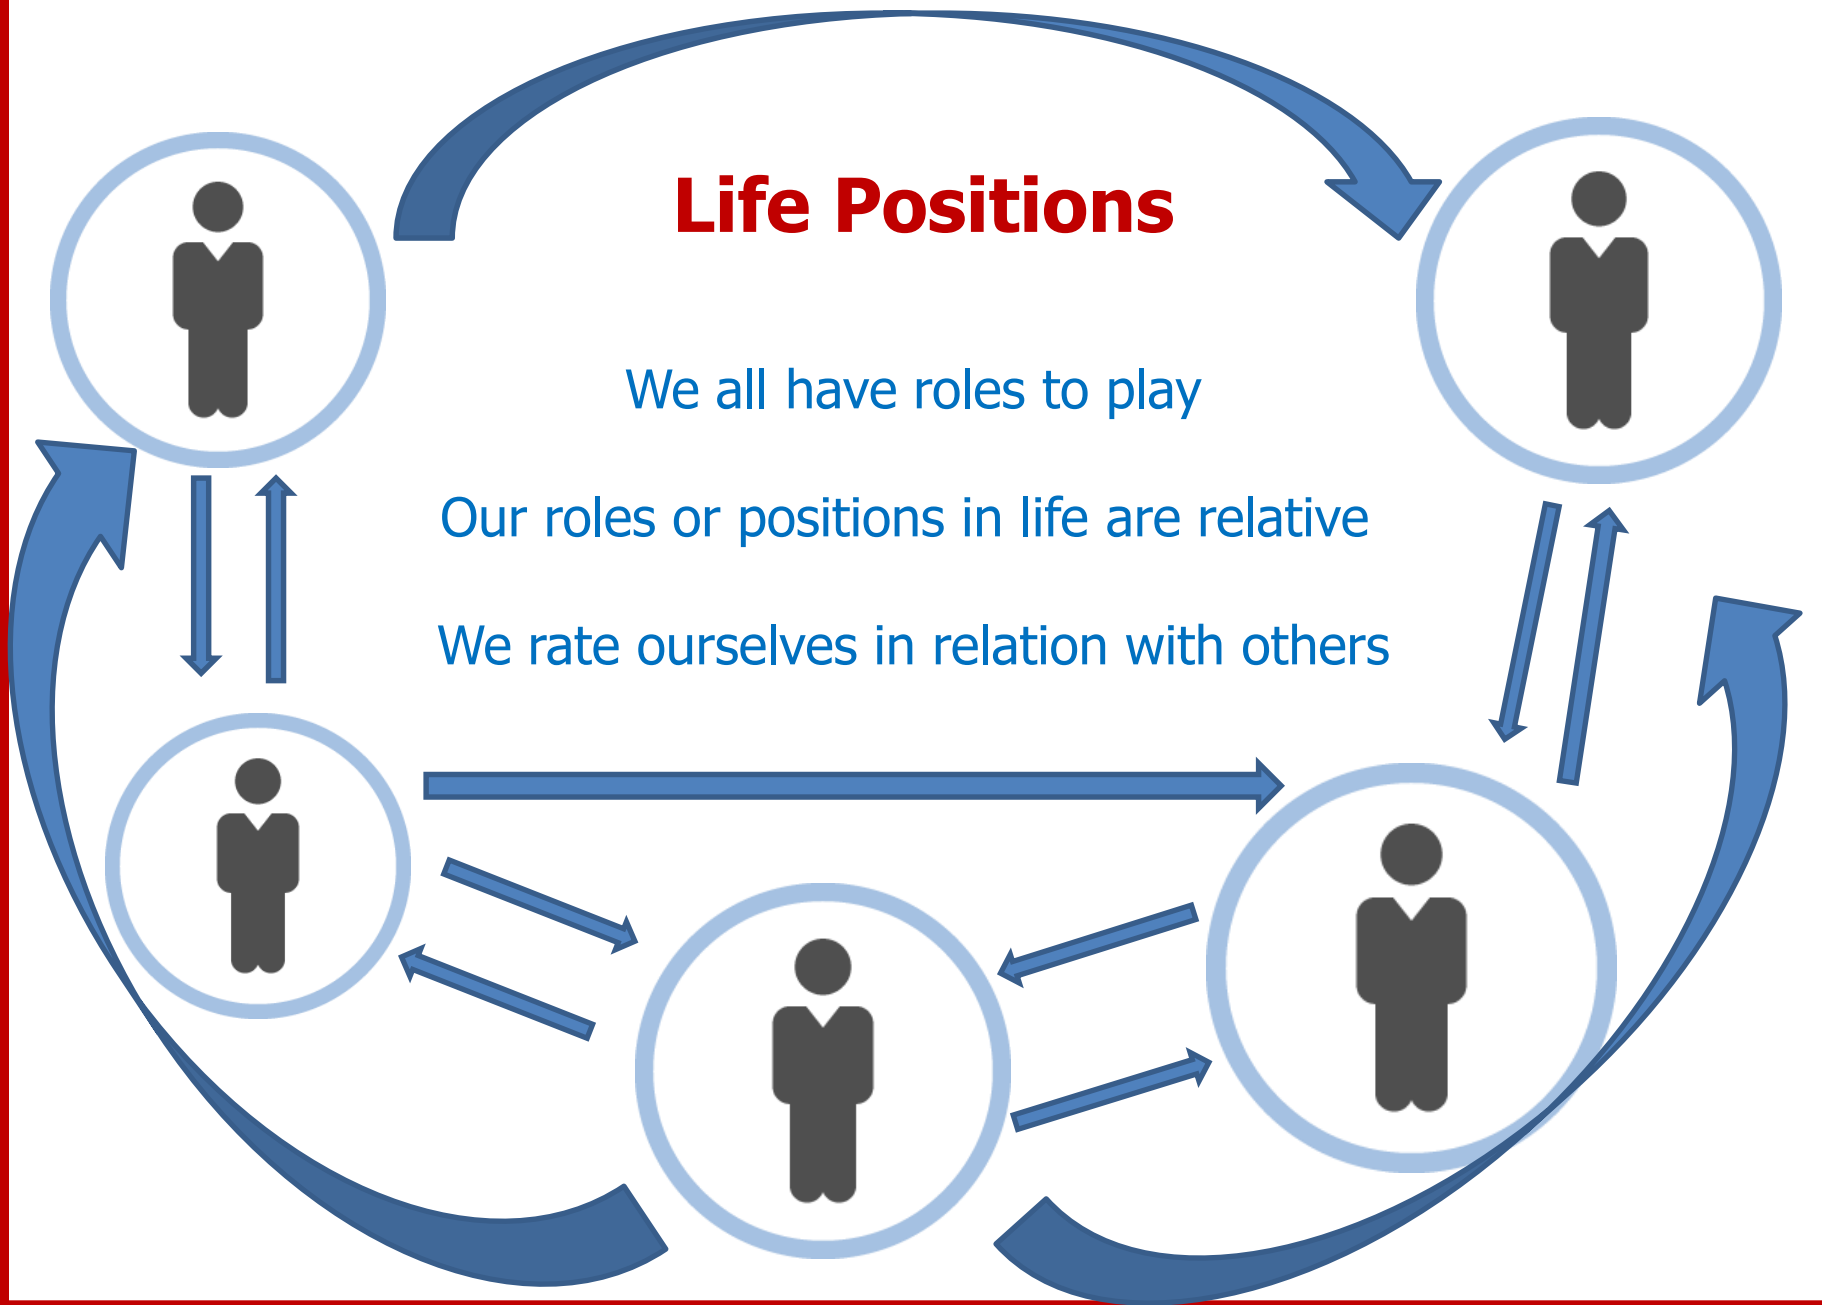 Life Positions
We all have roles to play
Our roles or positions in life are relative
We rate ourselves in relation with others